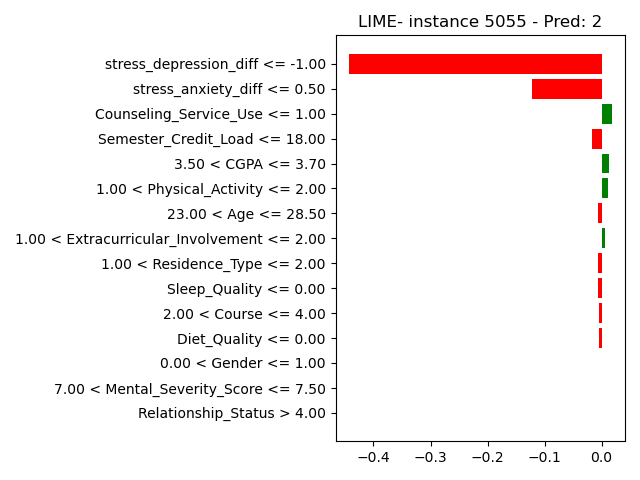 LIME- instance 5055 - Pred: 2
stress_depression_diff <= -1.00
stress_anxiety_diff <= 0.50
Counseling_Service_Use <= 1.00
Semester_Credit_Load <= 18.00
3.50 < CGPA <= 3.70
1.00 < Physical_Activity <= 2.00
23.00 < Age <= 28.50
1.00 < Extracurricular_Involvement <= 2.00
1.00 < Residence_Type <= 2.00
Sleep_Quality <= 0.00
2.00 < Course <= 4.00
Diet_Quality <= 0.00
0.00 < Gender <= 1.00
7.00 < Mental_Severity_Score <= 7.50
Relationship_Status > 4.00
−0.4 −0.3 −0.2 −0.1 0.0